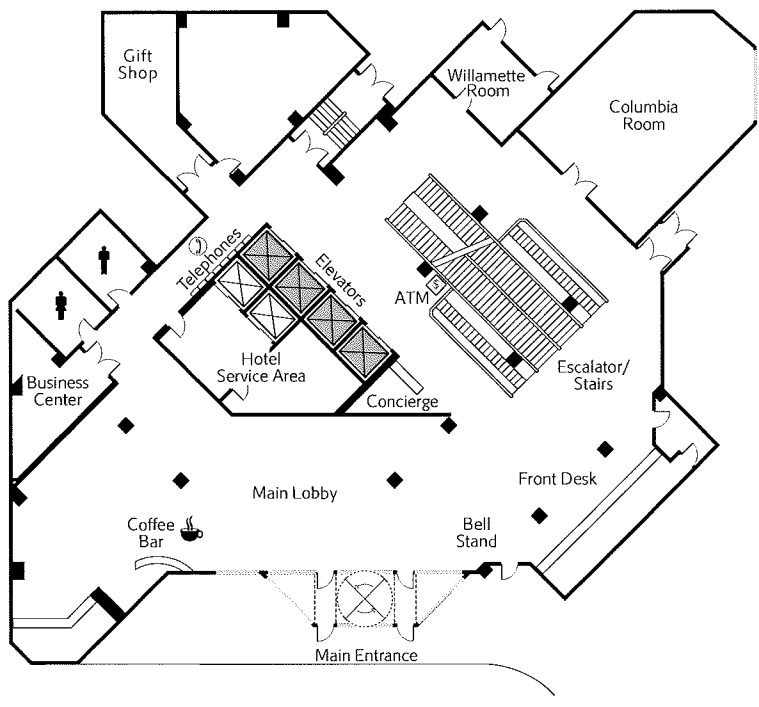 Gift
Shop
Willamette
Room
Columbia
Room
Telephones
Elevators
ATM
$
Hotel
Service Area
Escalator/
Stairs
Business
Center
Concierge
Main Lobby
Front Desk
Coffee
Bar
Bell
Stand
Main Entrance